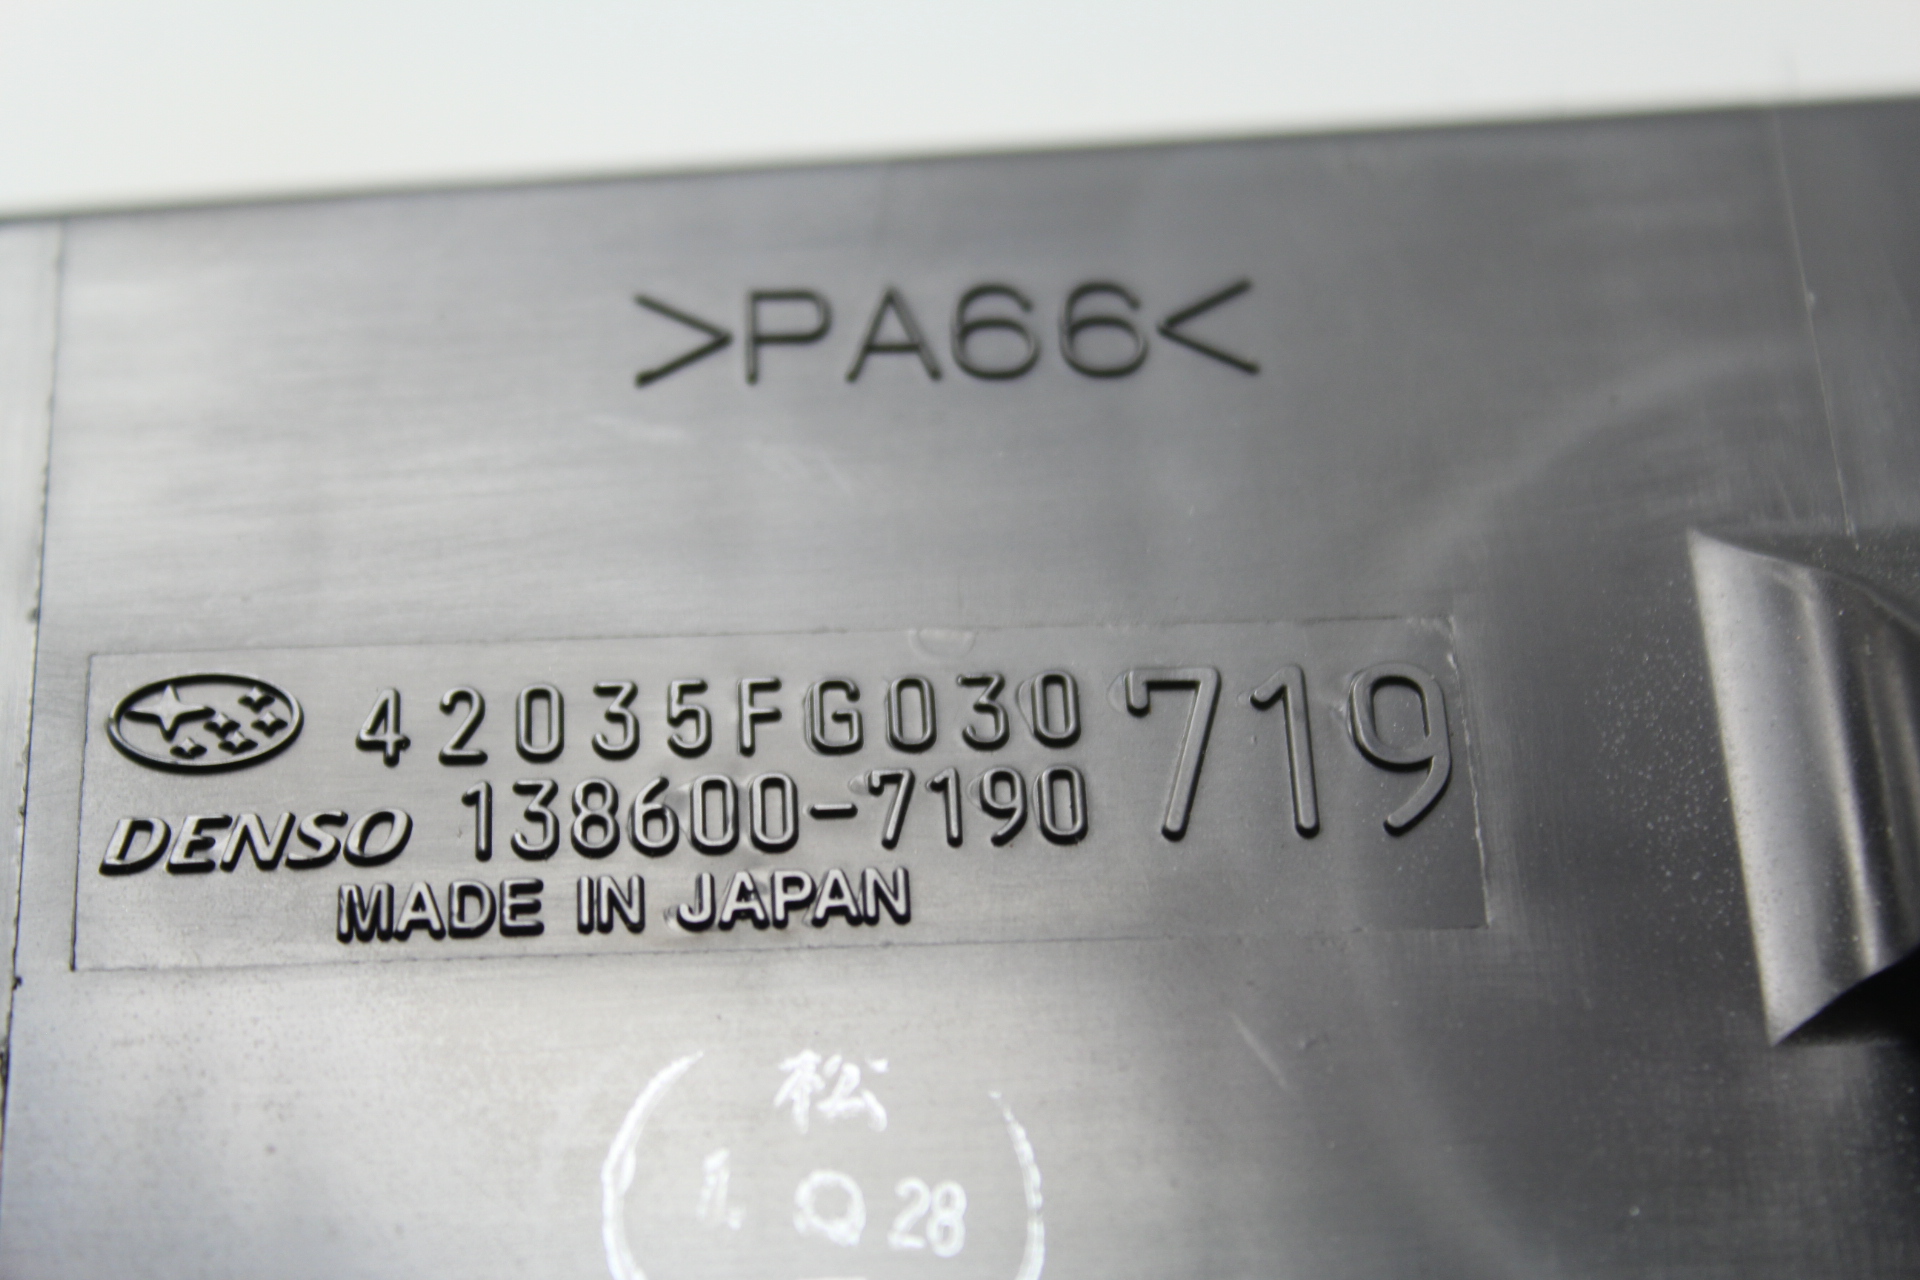 >PA66<
42035FG030 719
DENSO 138600-7190
MADE IN JAPAN
松
28